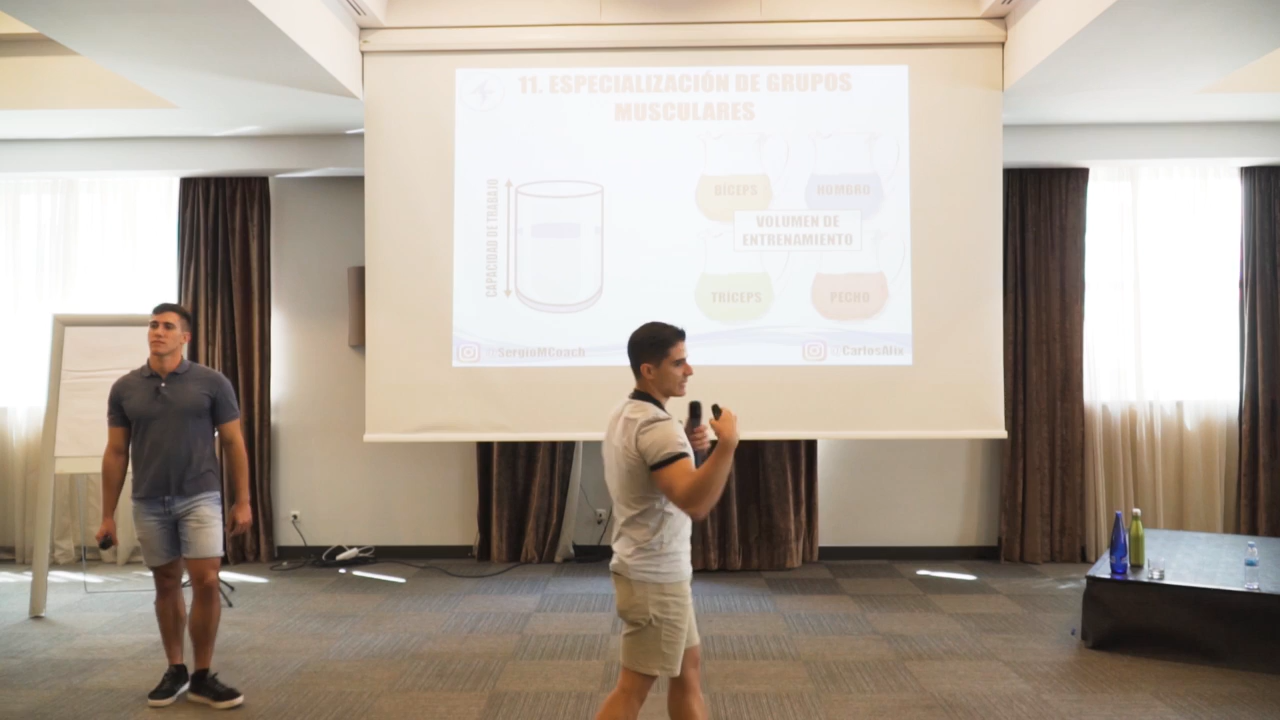 11. ESPECIALIZACIÓN DE GRUPOS
MUSCULARES
CAPACIDAD DE TRABAJO
BÍCEPS
HOMBRO
VOLUMEN DE
ENTRENAMIENTO
TRÍCEPS
PECHO
@SergioMCoach
@CarlosAlix